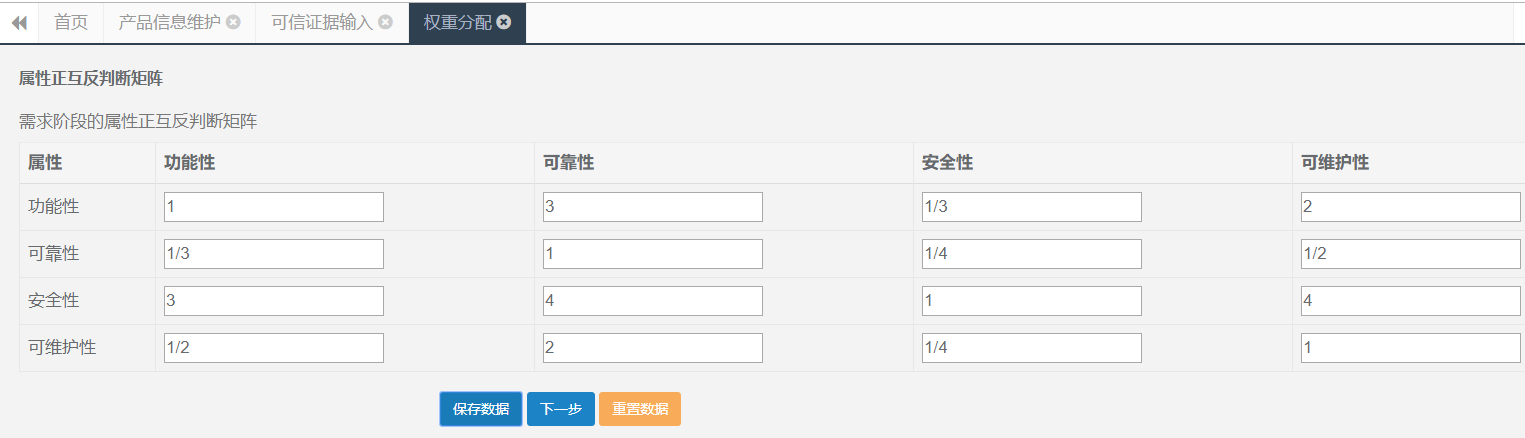 首页 产品信息维护 可信证据输入 权重分配
属性正互反判断矩阵
需求阶段的属性正互反判断矩阵
属性 功能性 可靠性 安全性 可维护性
功能性 1 3 1/3 2
可靠性 1/3 1 1/4 1/2
安全性 3 4 1 4
可维护性 1/2 2 1/4 1
保存数据 下一步 重置数据